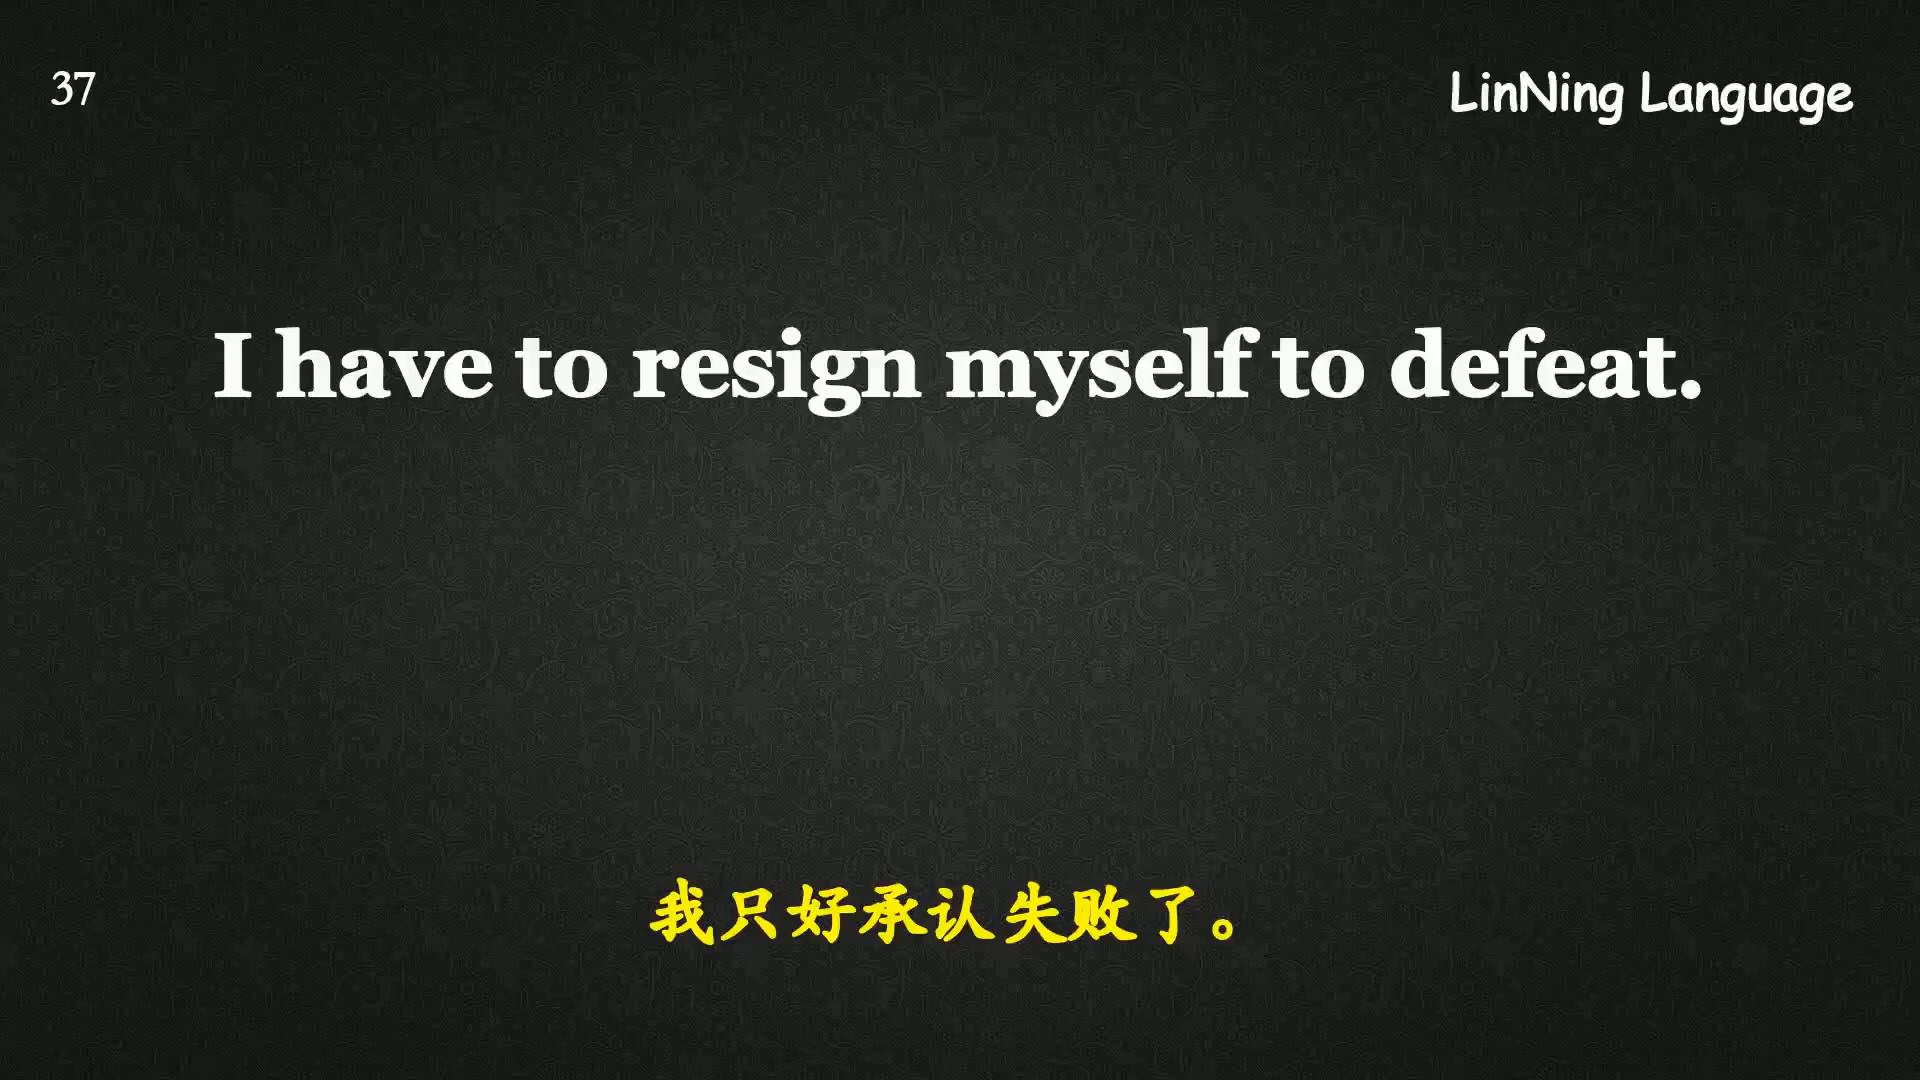 37
LinNing Language
I have to resign myself to defeat.
我只好承认失败了。